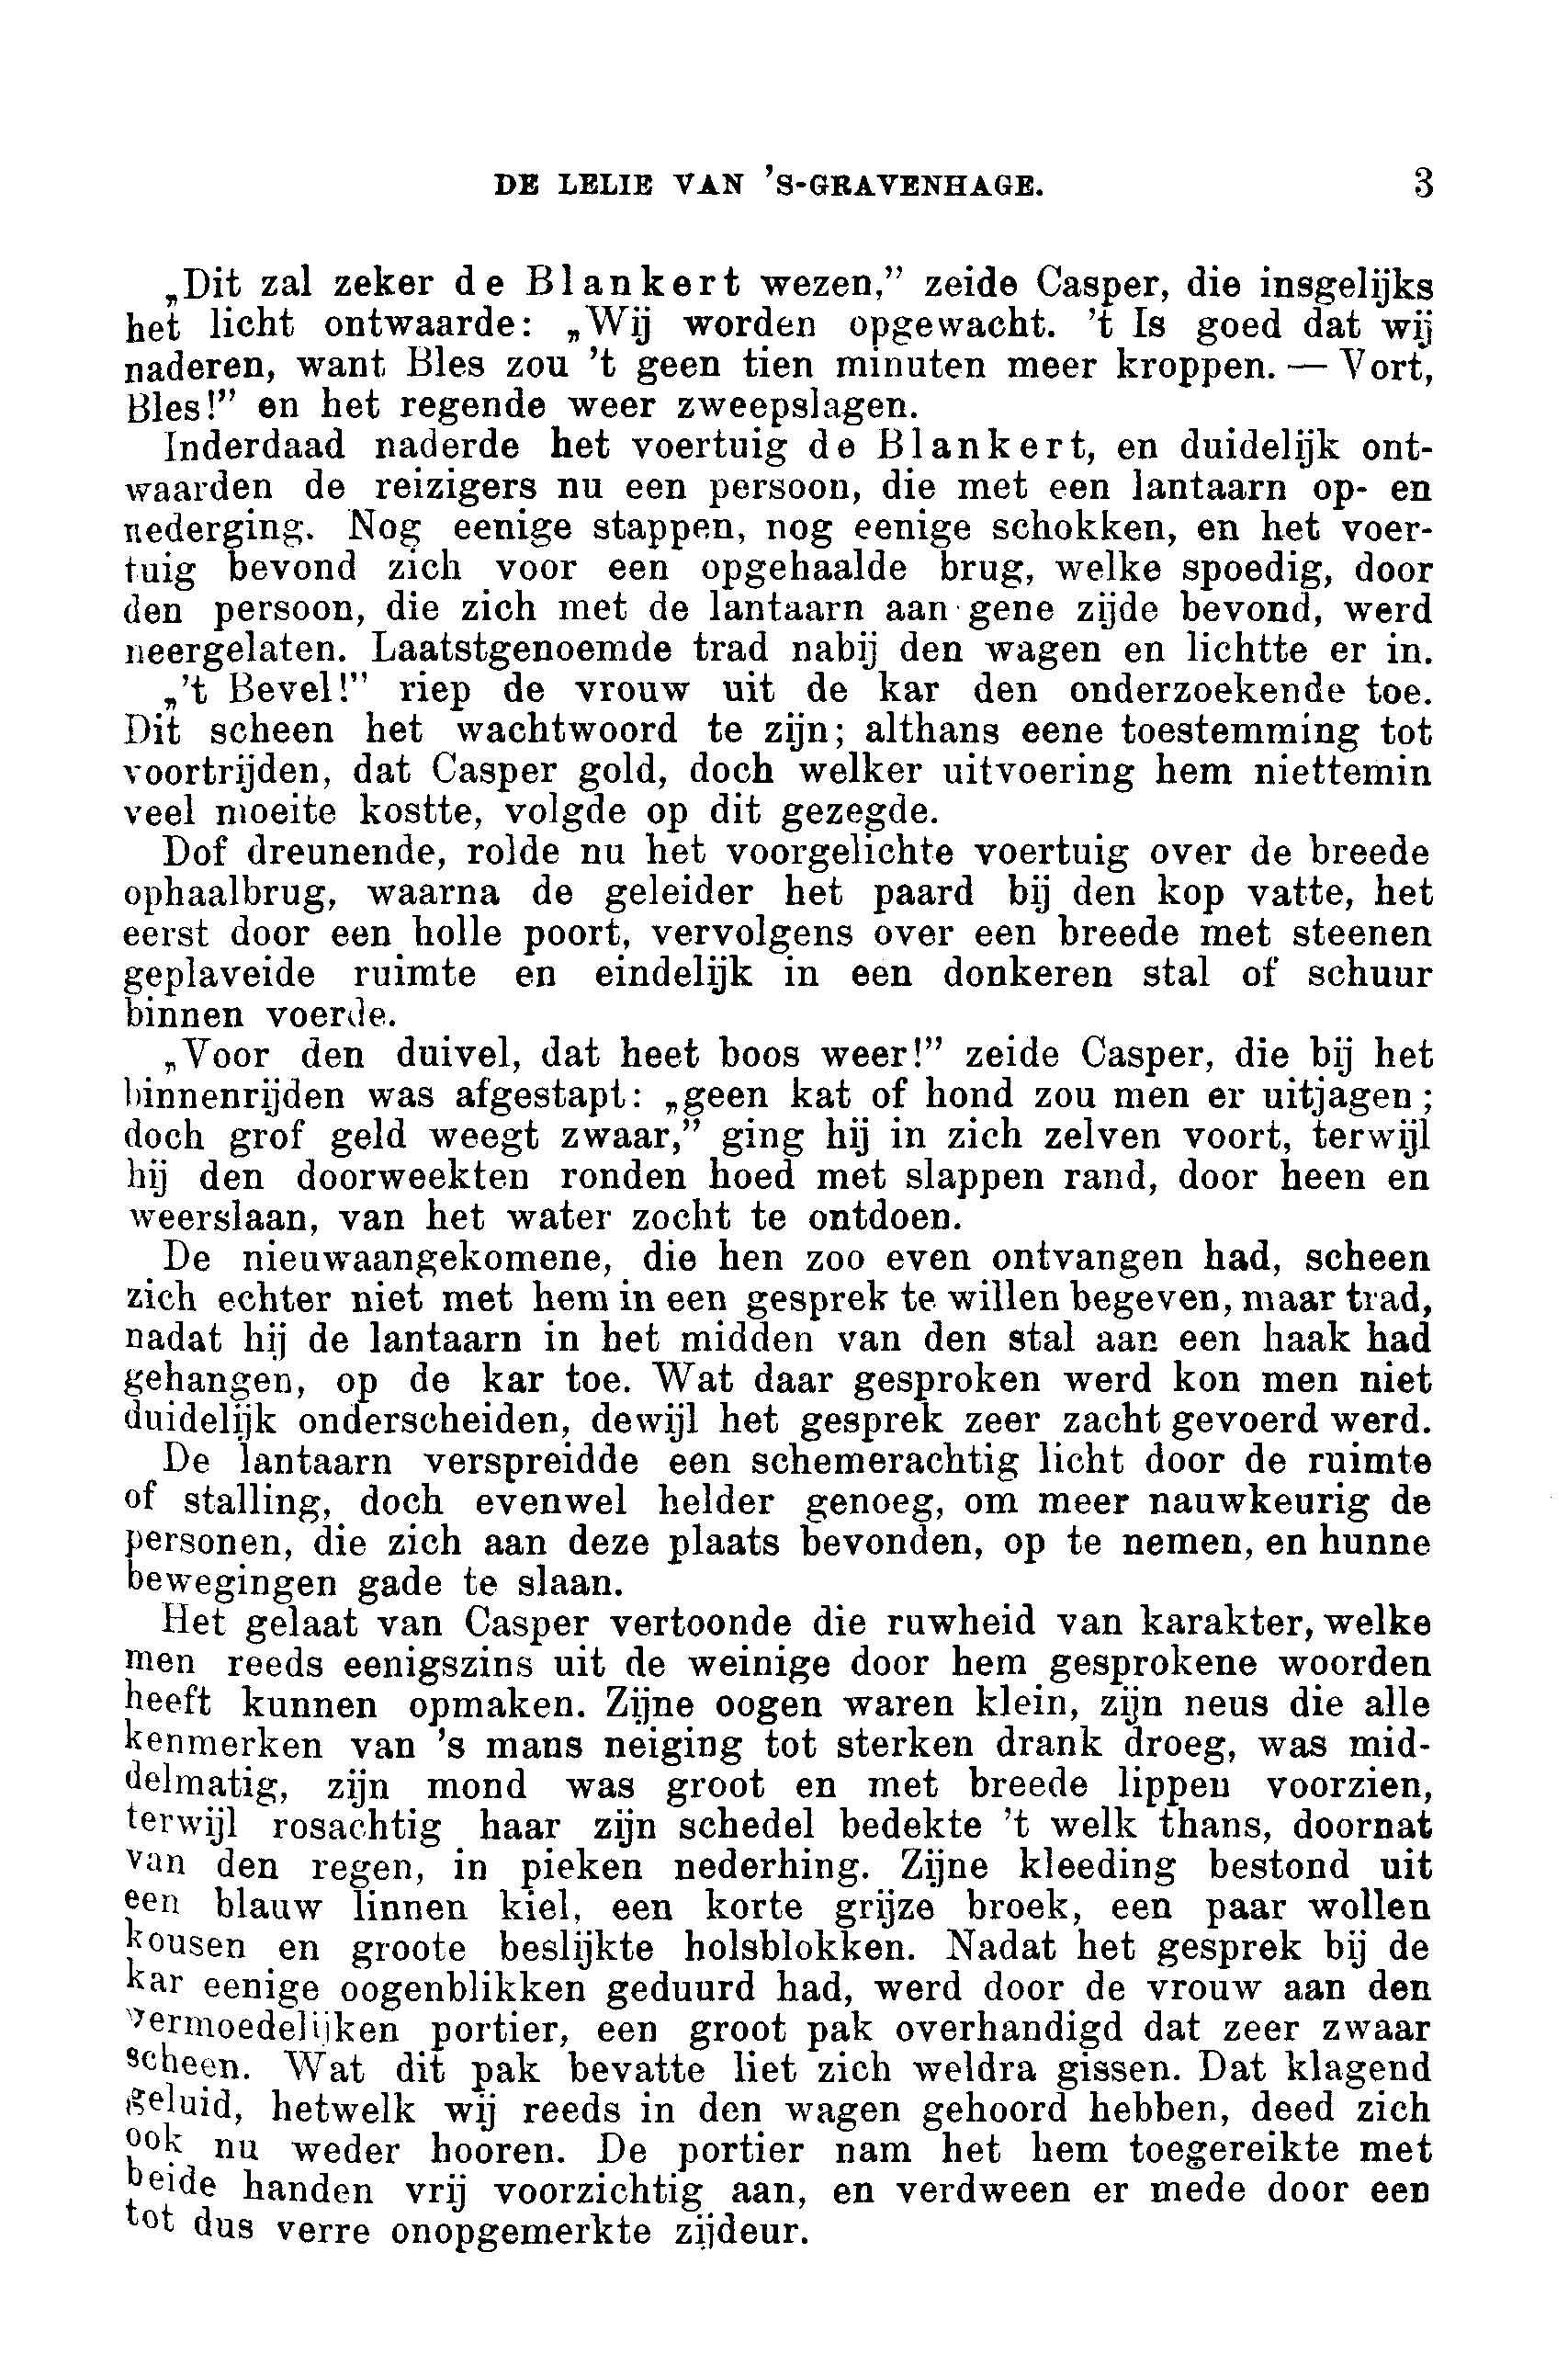 DE LELIE VAN 'S-GRAVENHAGE. 3
„Dit zal zeker de Blankert wezen,” zeide Casper, die insgelijks
het licht ontwaarde: „Wij worden opgewacht. 't Is goed dat wij
naderen, want Bles zou 't geen tien minuten meer kroppen. — Vort,
Bles!” en het regende weer zweepslagen.
Inderdaad naderde het voertuig de Blankert, en duidelijk ont-
waarden de reizigers nu een persoon, die met een lantaarn op- en
nederging. Nog eenige stappen, nog eenige schokken, en het voer-
tuig bevond zich voor een opgehaalde brug, welke spoedig, door
den persoon, die zich met de lantaarn aan gene zijde bevond, werd
neergelaten. Laatstgenoemde trad nabij den wagen en lichtte er in.
„'t Bevel!” riep de vrouw uit de kar den onderzoekende toe.
Dit scheen het wachtwoord te zijn; althans eene toestemming tot
voortrijden, dat Casper gold, doch welker uitvoering hem niettemin
veel moeite kostte, volgde op dit gezegde.
Dof dreunende, rolde nu het voorgelichte voertuig over de breede
ophaalbrug, waarna de geleider het paard bij den kop vatte, het
eerst door een holle poort, vervolgens over een breede met steenen
geplaveide ruimte en eindelijk in een donkeren stal of schuur
binnen voerde.
„Voor den duivel, dat heet boos weer!” zeide Casper, die bij het
binnenrijden was afgestapt: „geen kat of hond zou men er uitjagen;
doch grof geld weegt zwaar,” ging hij in zich zelven voort, terwijl
hij den doorweekten ronden hoed met slappen rand, door heen en
weerslaan, van het water zocht te ontdoen.
De nieuwaangekomene, die hen zoo even ontvangen had, scheen
zich echter niet met hem in een gesprek te willen begeven, maar trad,
nadat hij de lantaarn in het midden van den stal aan een haak had
gehangen, op de kar toe. Wat daar gesproken werd kon men niet
duidelijk onderscheiden, dewijl het gesprek zeer zacht gevoerd werd.
De lantaarn verspreidde een schemerachtig licht door de ruimte
of stalling, doch evenwel helder genoeg, om meer nauwkeurig de
personen, die zich aan deze plaats bevonden, op te nemen, en hunne
bewegingen gade te slaan.
Het gelaat van Casper vertoonde die ruwheid van karakter, welke
men reeds eenigszins uit de weinige door hem gesprokene woorden
heeft kunnen opmaken. Zijne oogen waren klein, zijn neus die alle
kenmerken van 's mans neiging tot sterken drank droeg, was mid-
delmatig, zijn mond was groot en met breede lippen voorzien,
terwijl rosachtig haar zijn schedel bedekte 't welk thans, doornat
van den regen, in pieken nederhing. Zijne kleeding bestond uit
een blauw linnen kiel, een korte grijze broek, een paar wollen
kousen en groote beslijkte holsblokken. Nadat het gesprek bij de
kar eenige oogenblikken geduurd had, werd door de vrouw aan den
vermoedelijken portier, een groot pak overhandigd dat zeer zwaar
scheen. Wat dit pak bevatte liet zich weldra gissen. Dat klagend
geluid, hetwelk wij reeds in den wagen gehoord hebben, deed zich
ook nu weder hooren. De portier nam het hem toegereikte met
beide handen vrij voorzichtig aan, en verdween er mede door een
tot dus verre onopgemerkte zijdeur.